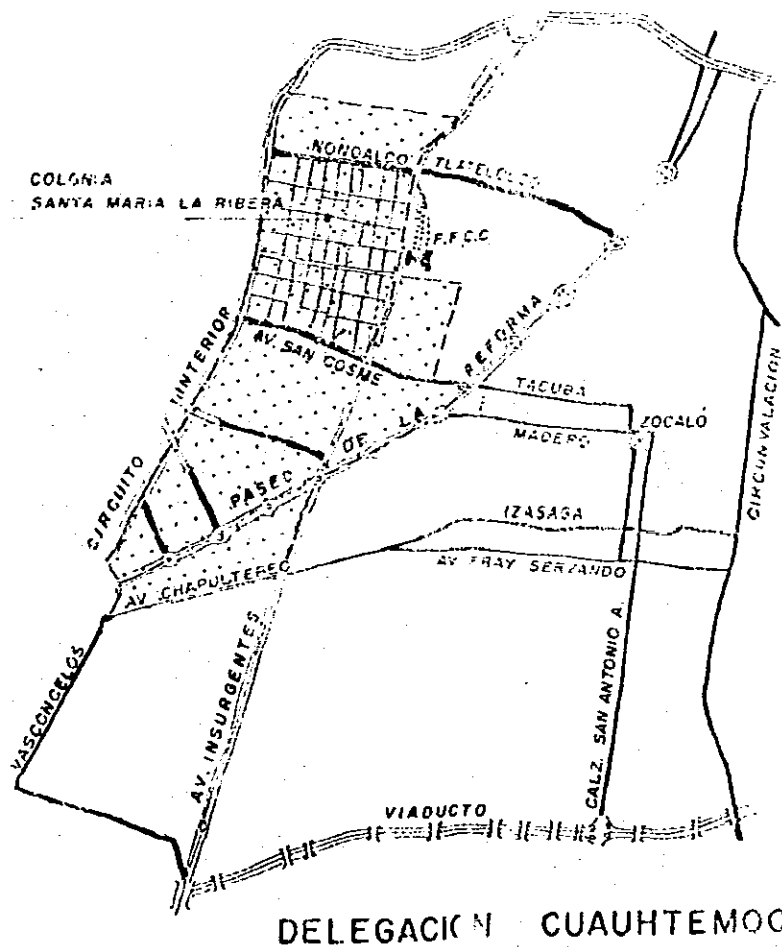 NONOALCO TLATELOLCO
COLONIA
SANTA MARIA LA RIBERA
F.F.C.C.
INTERIOR
CIRCUITO
AV. SAN COSME
REFORMA
PASEO DE LA
TACUBA
ZOCALO
MADERO
CIRCUNVALACION
IZASAGA
AV. CHAPULTEPEC
AV FRAY SERZANDO
VASCONCELOS
AV. INSURGENTES
CALZ. SAN ANTONIO A.
VIADUCTO
DELEGACION CUAUHTEMOC